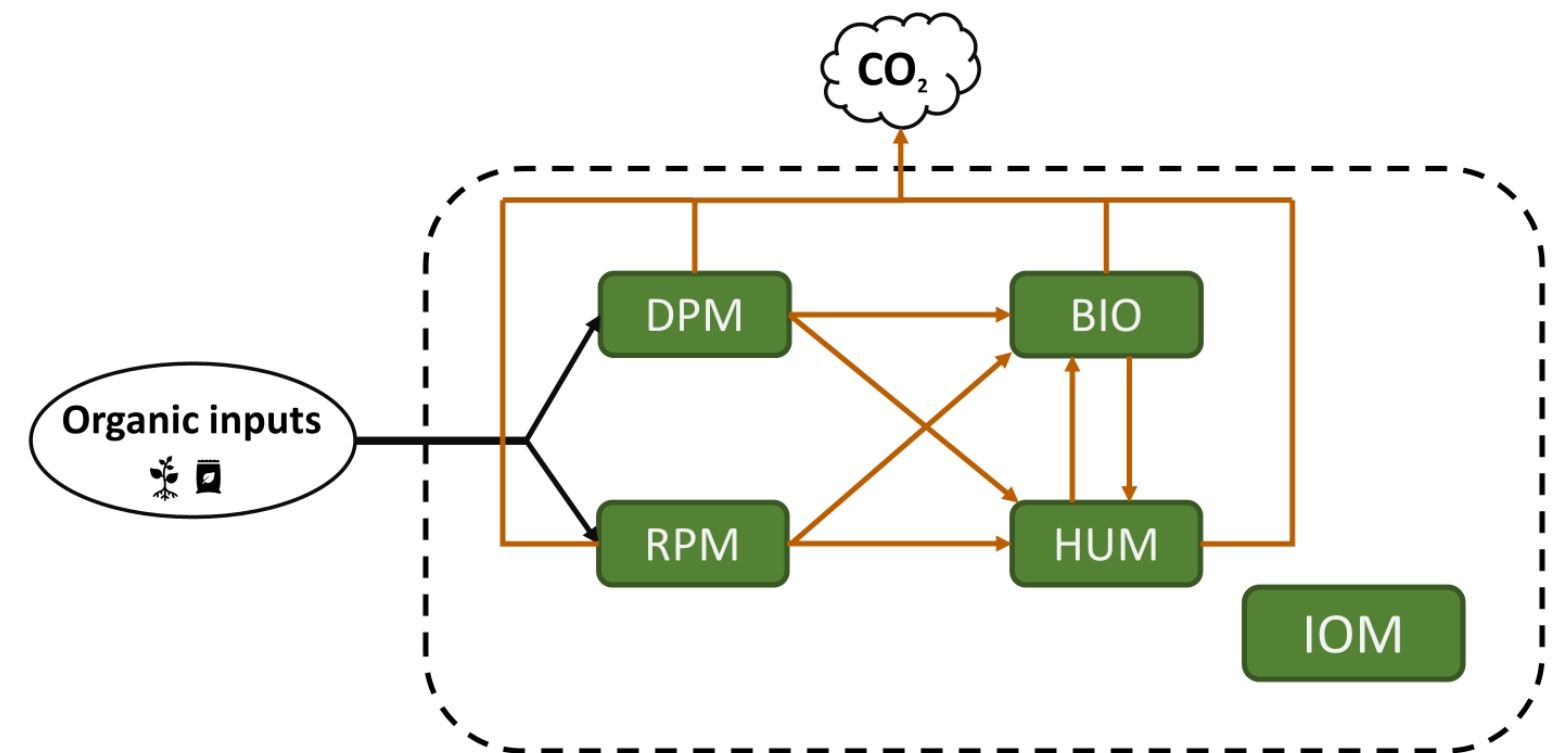 CO₂
DPM
BIO
Organic inputs
RPM
HUM
IOM